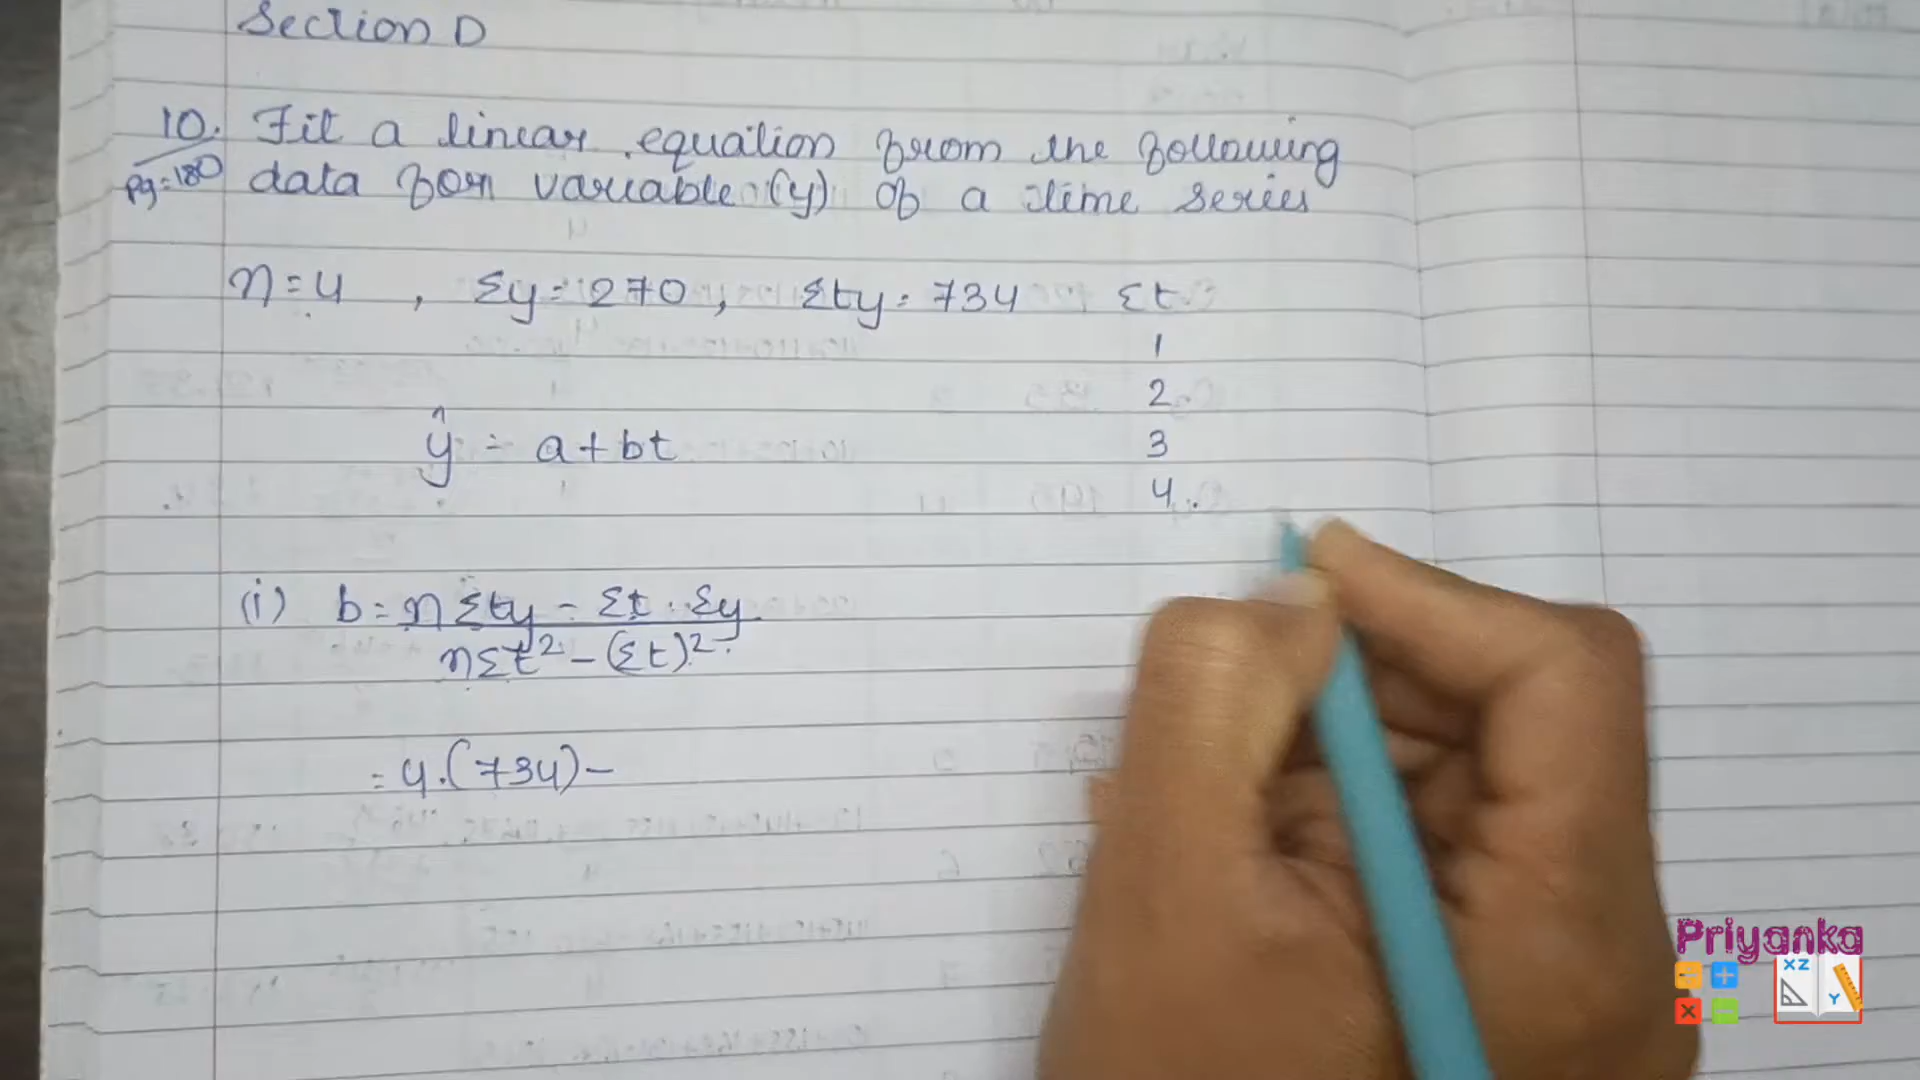 Section D
10. Fit a linear equation from the following
pg=180 data for variable (y) of a time series
n=4 , Σy=270, Σty=734 Σt
1
2
3
4
ŷ = a+bt
(i) b= nΣty - Σt·Σy
nΣt² - (Σt)²
= 4.(734) -
Priyanka
XZ
Y